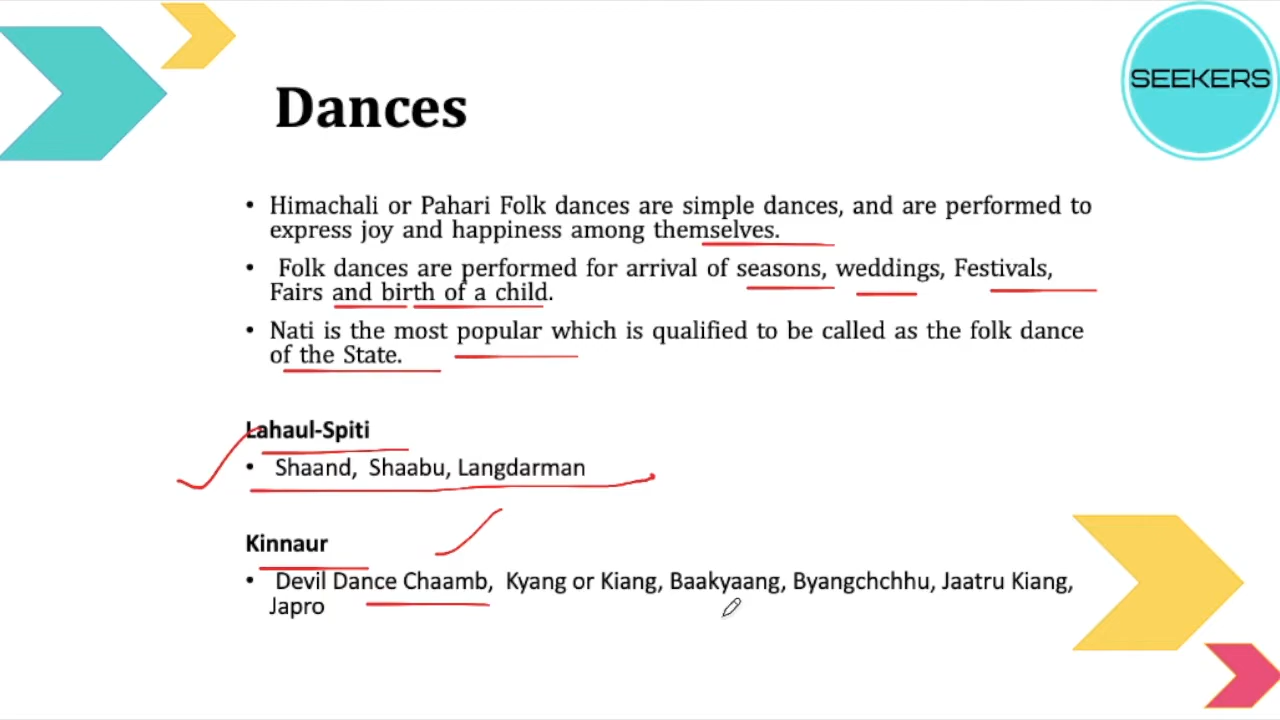 SEEKERS
Dances
• Himachali or Pahari Folk dances are simple dances, and are performed to
express joy and happiness among themselves.
• Folk dances are performed for arrival of seasons, weddings, Festivals,
Fairs and birth of a child.
• Nati is the most popular which is qualified to be called as the folk dance
of the State.
Lahaul-Spiti
• Shaand, Shaabu, Langdarman
Kinnaur
• Devil Dance Chaamb, Kyang or Kiang, Baakyaang, Byangchchhu, Jaatru Kiang,
Japro